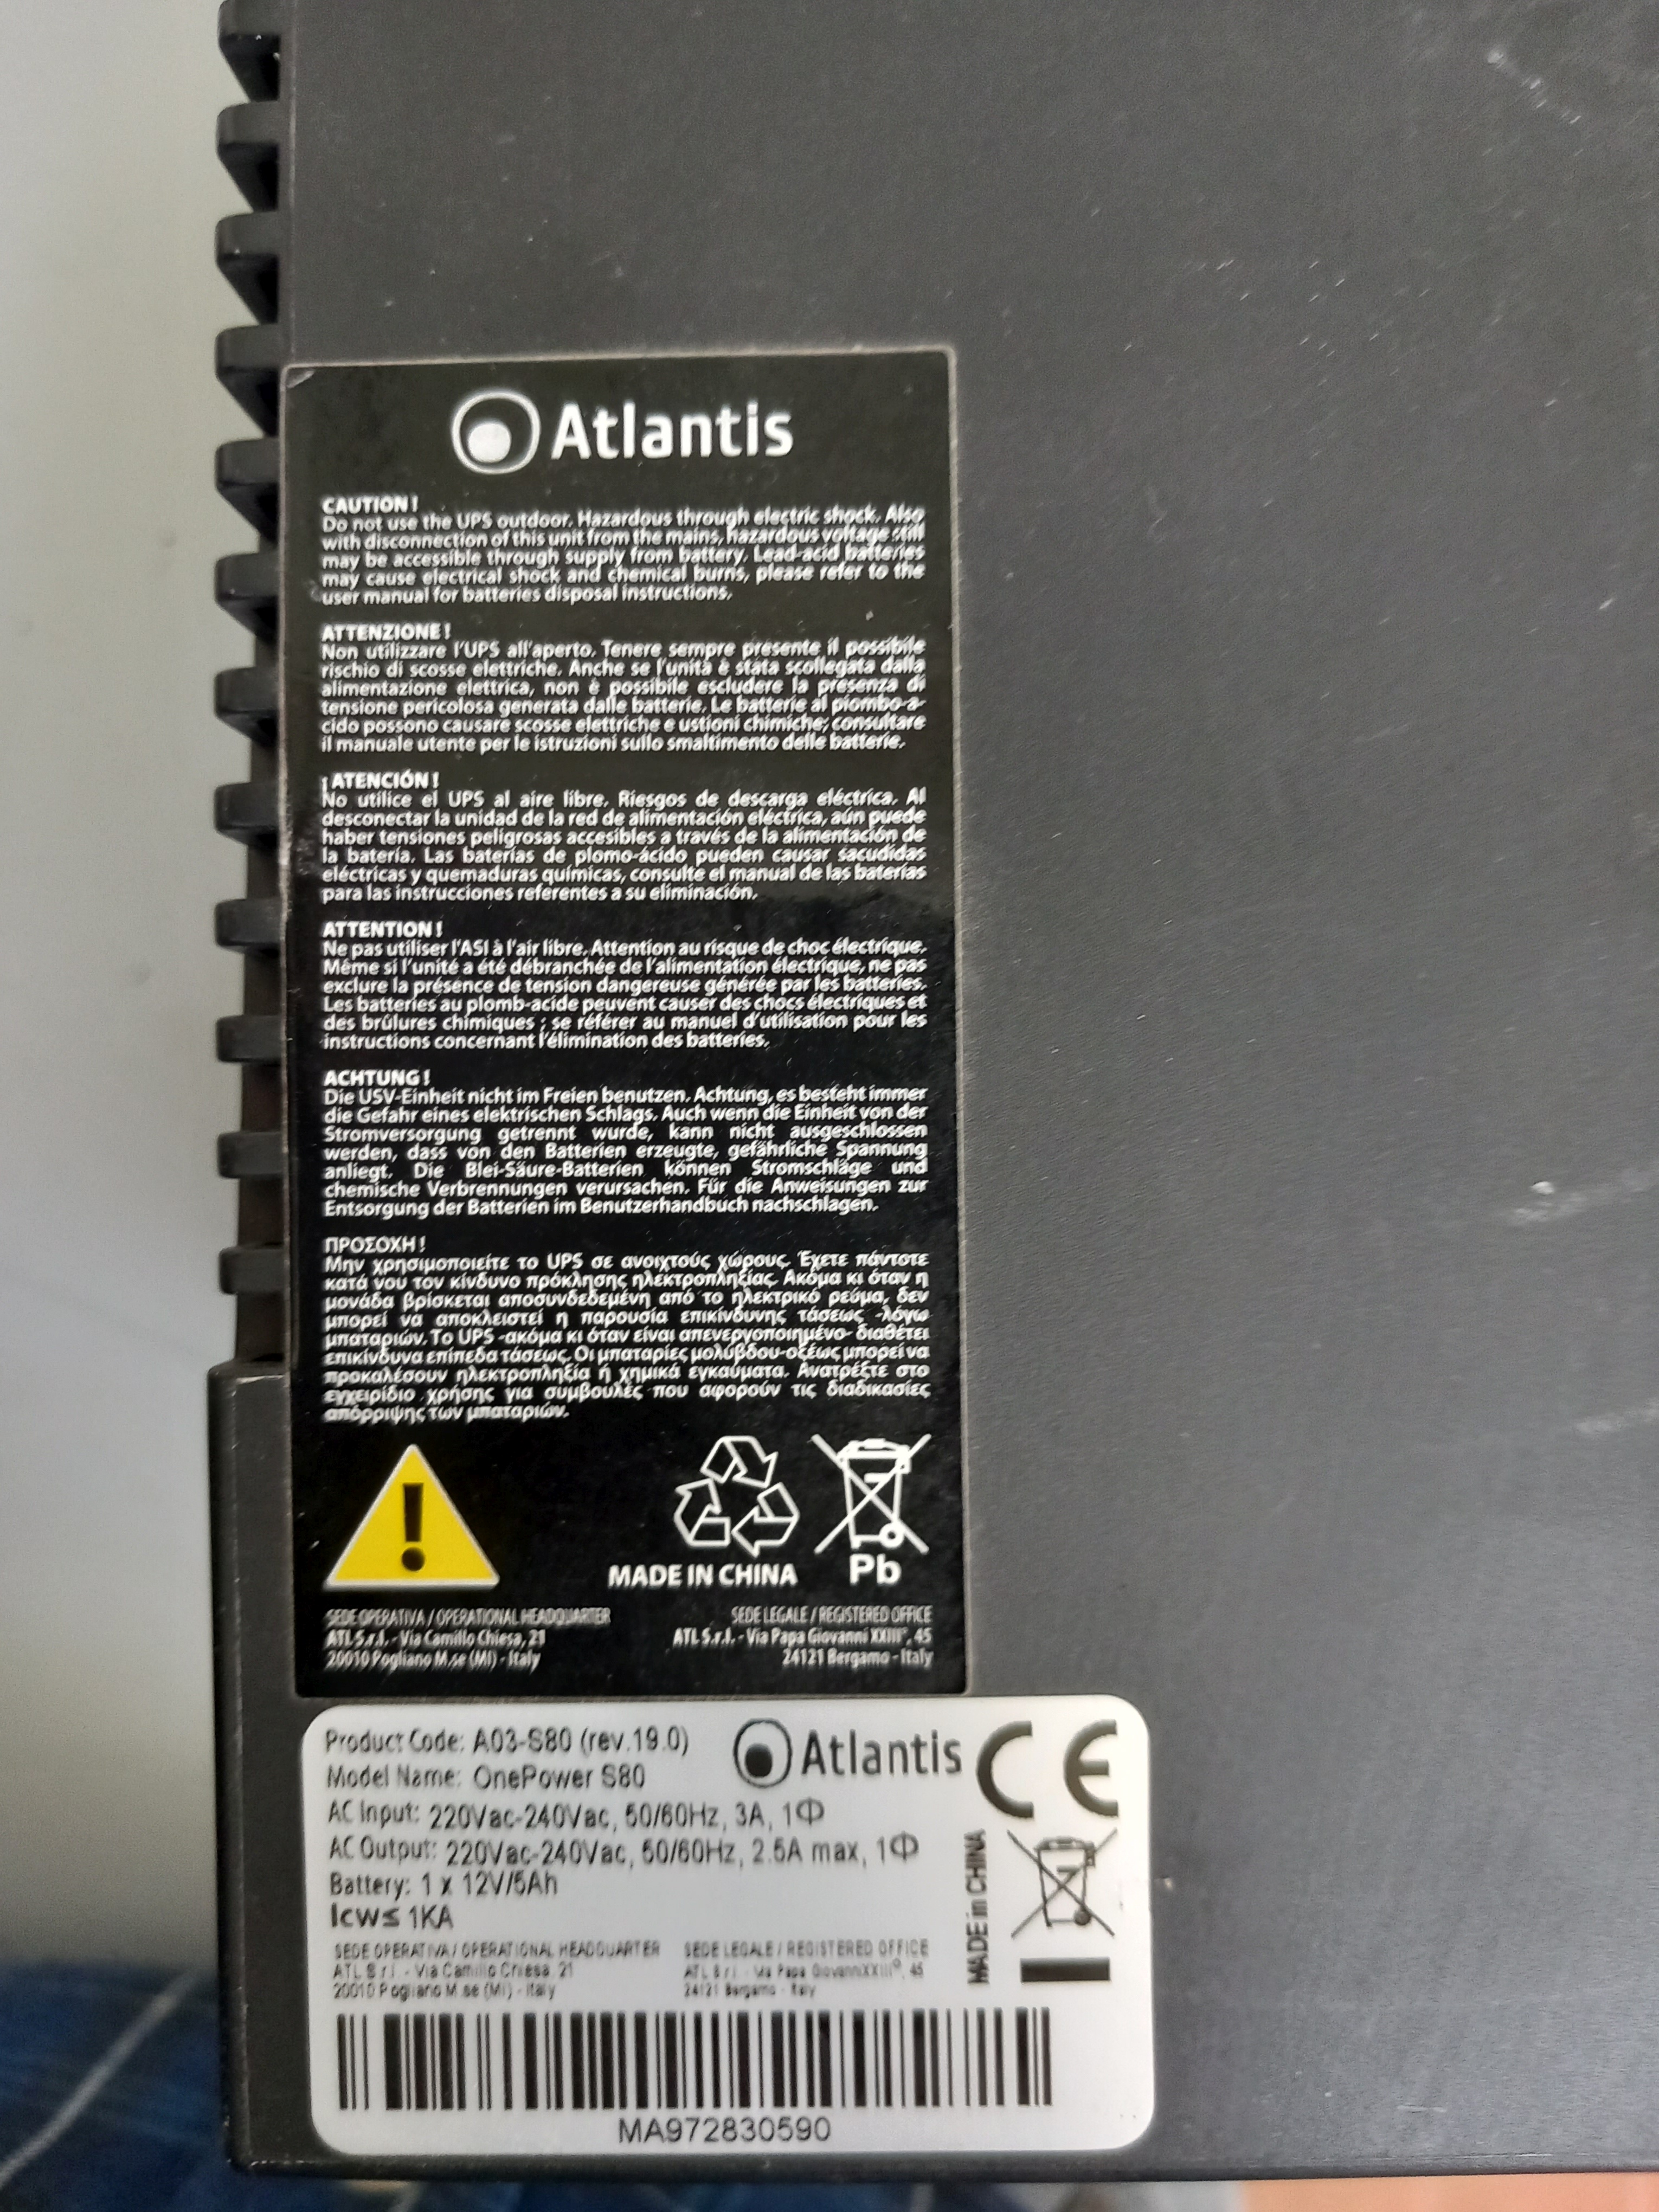 Atlantis
CAUTION!
Do not use the UPS outdoor. Hazardous through electric shock. Also
with disconnection of this unit from the mains, hazardous voltage still
may be accessible through supply from battery. Lead-acid batteries
may cause electrical shock and chemical burns, please refer to the
user manual for batteries disposal instructions.
ATTENZIONE!
Non utilizzare l'UPS all'aperto. Tenere sempre presente il possibile
rischio di scosse elettriche. Anche se l'unità è stata scollegata dalla
alimentazione elettrica, non è possibile escludere la presenza di
tensione pericolosa generata dalle batterie. Le batterie al piombo-a-
cido possono causare scosse elettriche e ustioni chimiche; consultare
il manuale utente per le istruzioni sullo smaltimento delle batterie.
¡ATENCIÓN!
No utilice el UPS al aire libre. Riesgos de descarga eléctrica. Al
desconectar la unidad de la red de alimentación eléctrica, aún puede
haber tensiones peligrosas accesibles a través de la alimentación de
la batería. Las baterías de plomo-ácido pueden causar sacudidas
eléctricas y quemaduras químicas, consulte el manual de las baterías
para las instrucciones referentes a su eliminación.
ATTENTION!
Ne pas utiliser l'ASI à l'air libre. Attention au risque de choc électrique.
Même si l'unité a été débranchée de l'alimentation électrique, ne pas
exclure la présence de tension dangereuse générée par les batteries.
Les batteries au plomb-acide peuvent causer des chocs électriques et
des brûlures chimiques ; se référer au manuel d'utilisation pour les
instructions concernant l'élimination des batteries.
ACHTUNG!
Die USV-Einheit nicht im Freien benutzen. Achtung, es besteht immer
die Gefahr eines elektrischen Schlags. Auch wenn die Einheit von der
Stromversorgung getrennt wurde, kann nicht ausgeschlossen
werden, dass von den Batterien erzeugte, gefährliche Spannung
anliegt. Die Blei-Säure-Batterien können Stromschläge und
chemische Verbrennungen verursachen. Für die Anweisungen zur
Entsorgung der Batterien im Benutzerhandbuch nachschlagen.
ΠΡΟΣΟΧΗ!
Μην χρησιμοποιείτε το UPS σε ανοιχτούς χώρους. Έχετε πάντοτε
κατά νου τον κίνδυνο πρόκλησης ηλεκτροπληξίας. Ακόμα κι όταν η
μονάδα βρίσκεται αποσυνδεδεμένη από το ηλεκτρικό ρεύμα, δεν
μπορεί να αποκλειστεί η παρουσία επικίνδυνης τάσεως -λόγω
μπαταριών. Το UPS -ακόμα κι όταν είναι απενεργοποιημένο- διαθέτει
επικίνδυνα επίπεδα τάσεως. Οι μπαταρίες μολύβδου-οξέως μπορεί να
προκαλέσουν ηλεκτροπληξία ή χημικά εγκαύματα. Ανατρέξτε στο
εγχειρίδιο χρήσης για συμβουλές που αφορούν τις διαδικασίες
απόρριψης των μπαταριών.
MADE IN CHINA
Pb
SEDE OPERATIVA / OPERATIONAL HEADQUARTER
ATL S.r.l. - Via Camillo Chiesa, 21
20010 Pogliano M.se (MI) - Italy
SEDE LEGALE / REGISTERED OFFICE
ATL S.r.l. - Via Papa Giovanni XXIII°, 45
24121 Bergamo - Italy
Product Code: A03-S80 (rev.19.0)
Atlantis
CE
Model Name: OnePower S80
AC Input: 220Vac-240Vac, 50/60Hz, 3A, 1Φ
AC Output: 220Vac-240Vac, 50/60Hz, 2.5A max, 1Φ
Battery: 1 x 12V/5Ah
Icw≤ 1KA
MADE in CHINA
SEDE OPERATIVA / OPERATIONAL HEADQUARTER
ATL S.r.l. - Via Camillo Chiesa, 21
20010 Pogliano M.se (MI) - Italy
SEDE LEGALE / REGISTERED OFFICE
ATL S.r.l. - Via Papa GiovanniXXIII°, 45
24121 Bergamo - Italy
MA972830590